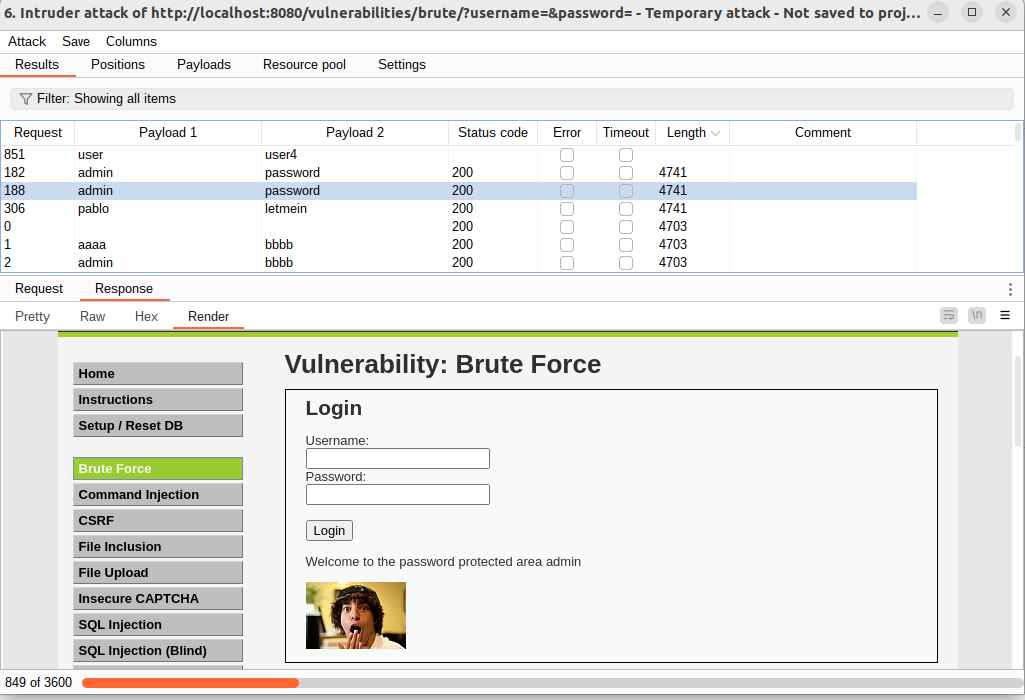 6. Intruder attack of http://localhost:8080/vulnerabilities/brute/?username=&password= - Temporary attack - Not saved to proj...
Attack Save Columns
Results Positions Payloads Resource pool Settings
Filter: Showing all items
Request Payload 1 Payload 2 Status code Error Timeout Length Comment
851 user user4
182 admin password 200 4741
188 admin password 200 4741
306 pablo letmein 200 4741
0 200 4703
1 aaaa bbbb 200 4703
2 admin bbbb 200 4703
Request Response
Pretty Raw Hex Render \n
Vulnerability: Brute Force
Home
Instructions
Setup / Reset DB
Brute Force
Command Injection
CSRF
File Inclusion
File Upload
Insecure CAPTCHA
SQL Injection
SQL Injection (Blind)
Login
Username:
Password:
Login
Welcome to the password protected area admin
849 of 3600